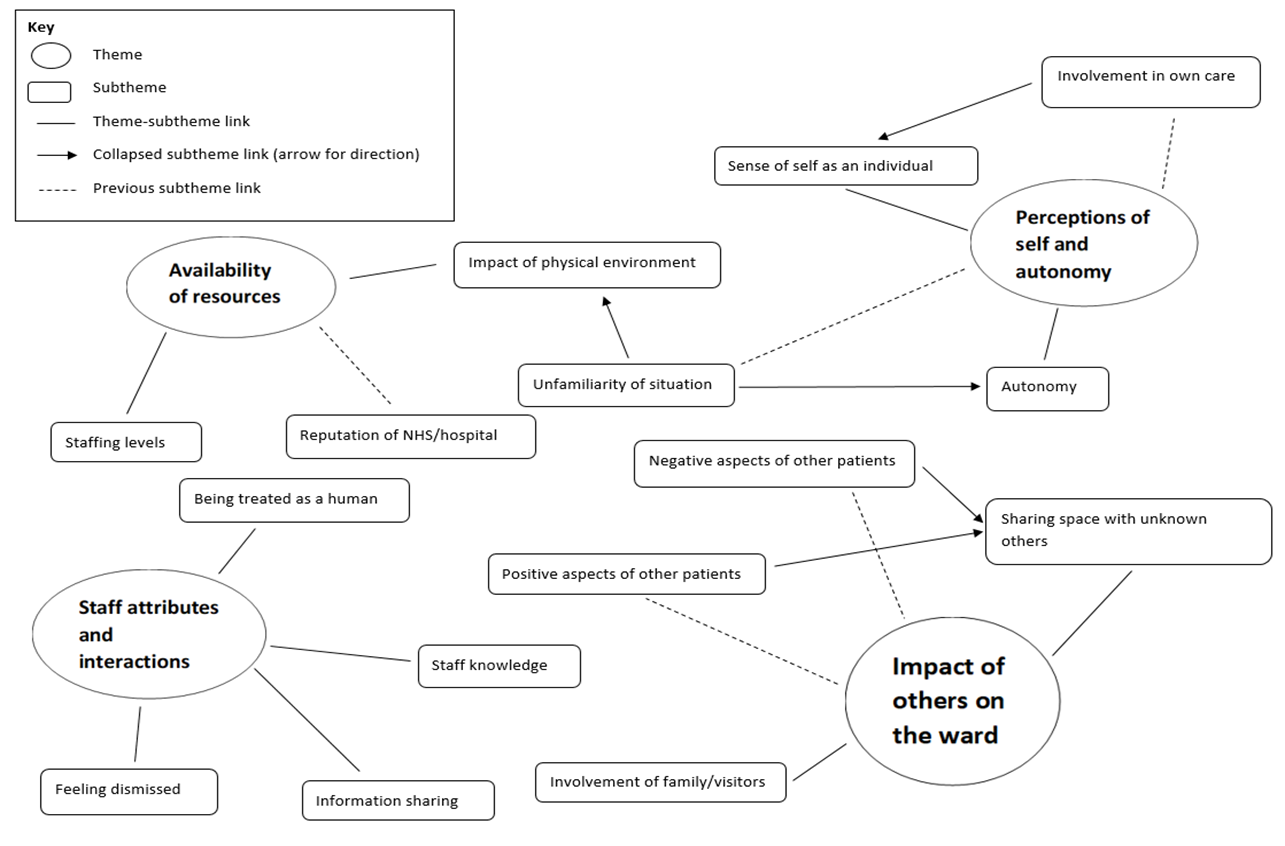 Key
Theme
Subtheme
Theme-subtheme link
Collapsed subtheme link (arrow for direction)
Previous subtheme link
Involvement in own care
Sense of self as an individual
Perceptions of
self and
autonomy
Availability
of resources
Impact of physical environment
Unfamiliarity of situation
Autonomy
Staffing levels
Reputation of NHS/hospital
Negative aspects of other patients
Being treated as a human
Sharing space with unknown
others
Positive aspects of other patients
Staff attributes
and
interactions
Staff knowledge
Impact of
others on
the ward
Feeling dismissed
Information sharing
Involvement of family/visitors